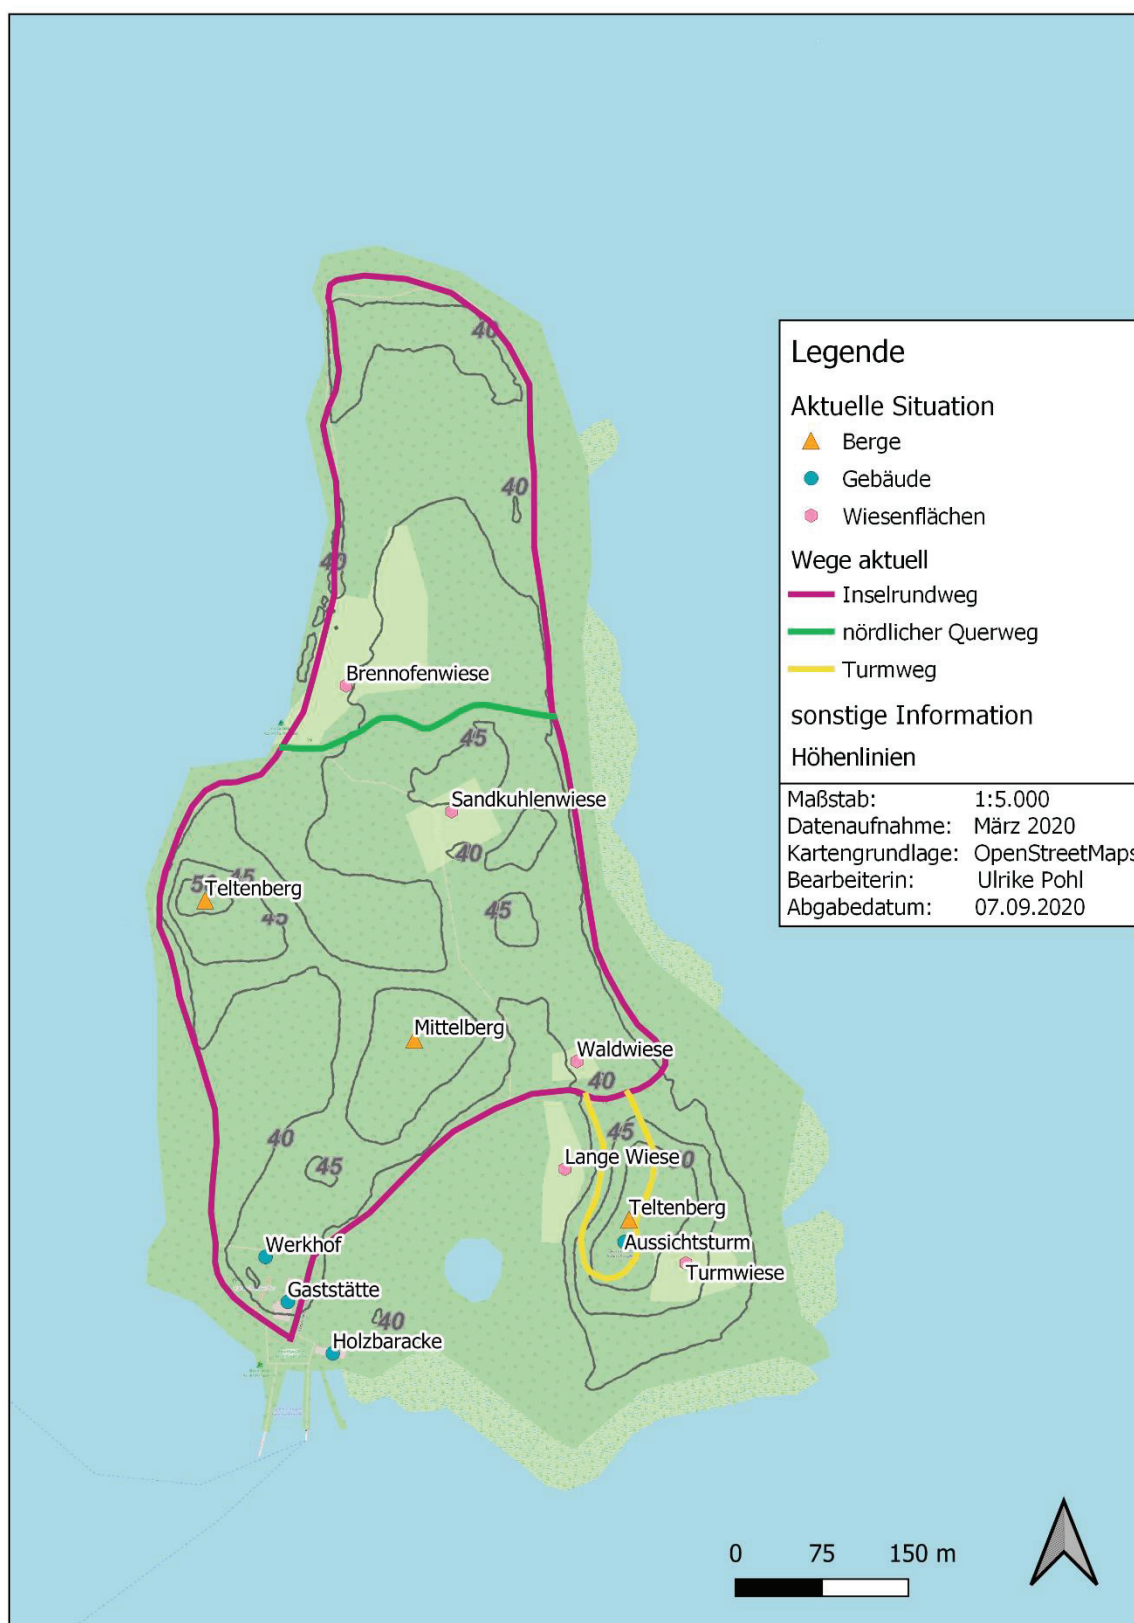 40
40
40
Brennofenwiese
45
Sandkuhlenwiese
40
45
Teltenberg
45
45
Mittelberg
Waldwiese
40
40
45
45
Lange Wiese
Teltenberg
Aussichtsturm
Turmwiese
Werkhof
Gaststätte
40
Holzbaracke
Legende
Aktuelle Situation
Berge
Gebäude
Wiesenflächen
Wege aktuell
Inselrundweg
nördlicher Querweg
Turmweg
sonstige Information
Höhenlinien
Maßstab: 1:5.000
Datenaufnahme: März 2020
Kartengrundlage: OpenStreetMaps
Bearbeiterin: Ulrike Pohl
Abgabedatum: 07.09.2020
0 75 150 m